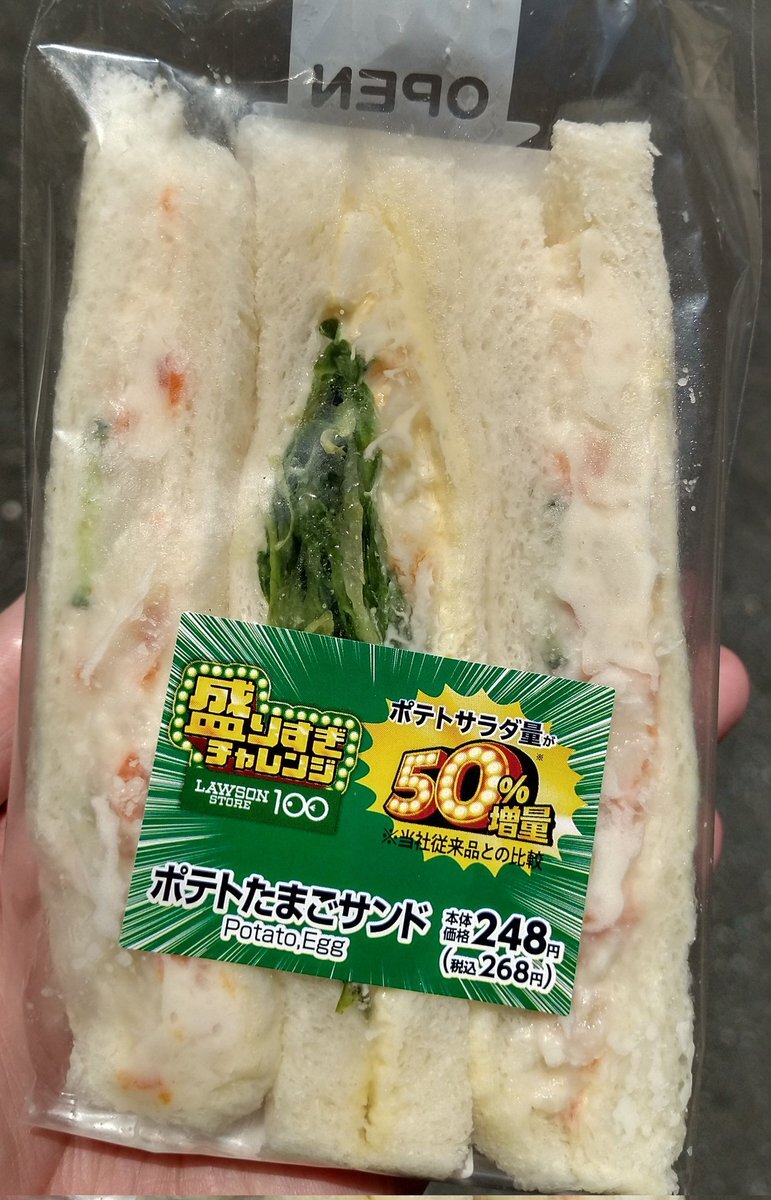 OPEN
盛りすぎ
チャレンジ
LAWSON
STORE 100
ポテトサラダ量が
50%※
増量
※当社従来品との比較
ポテトたまごサンド
Potato,Egg
本体
価格 248円
(税込268円)